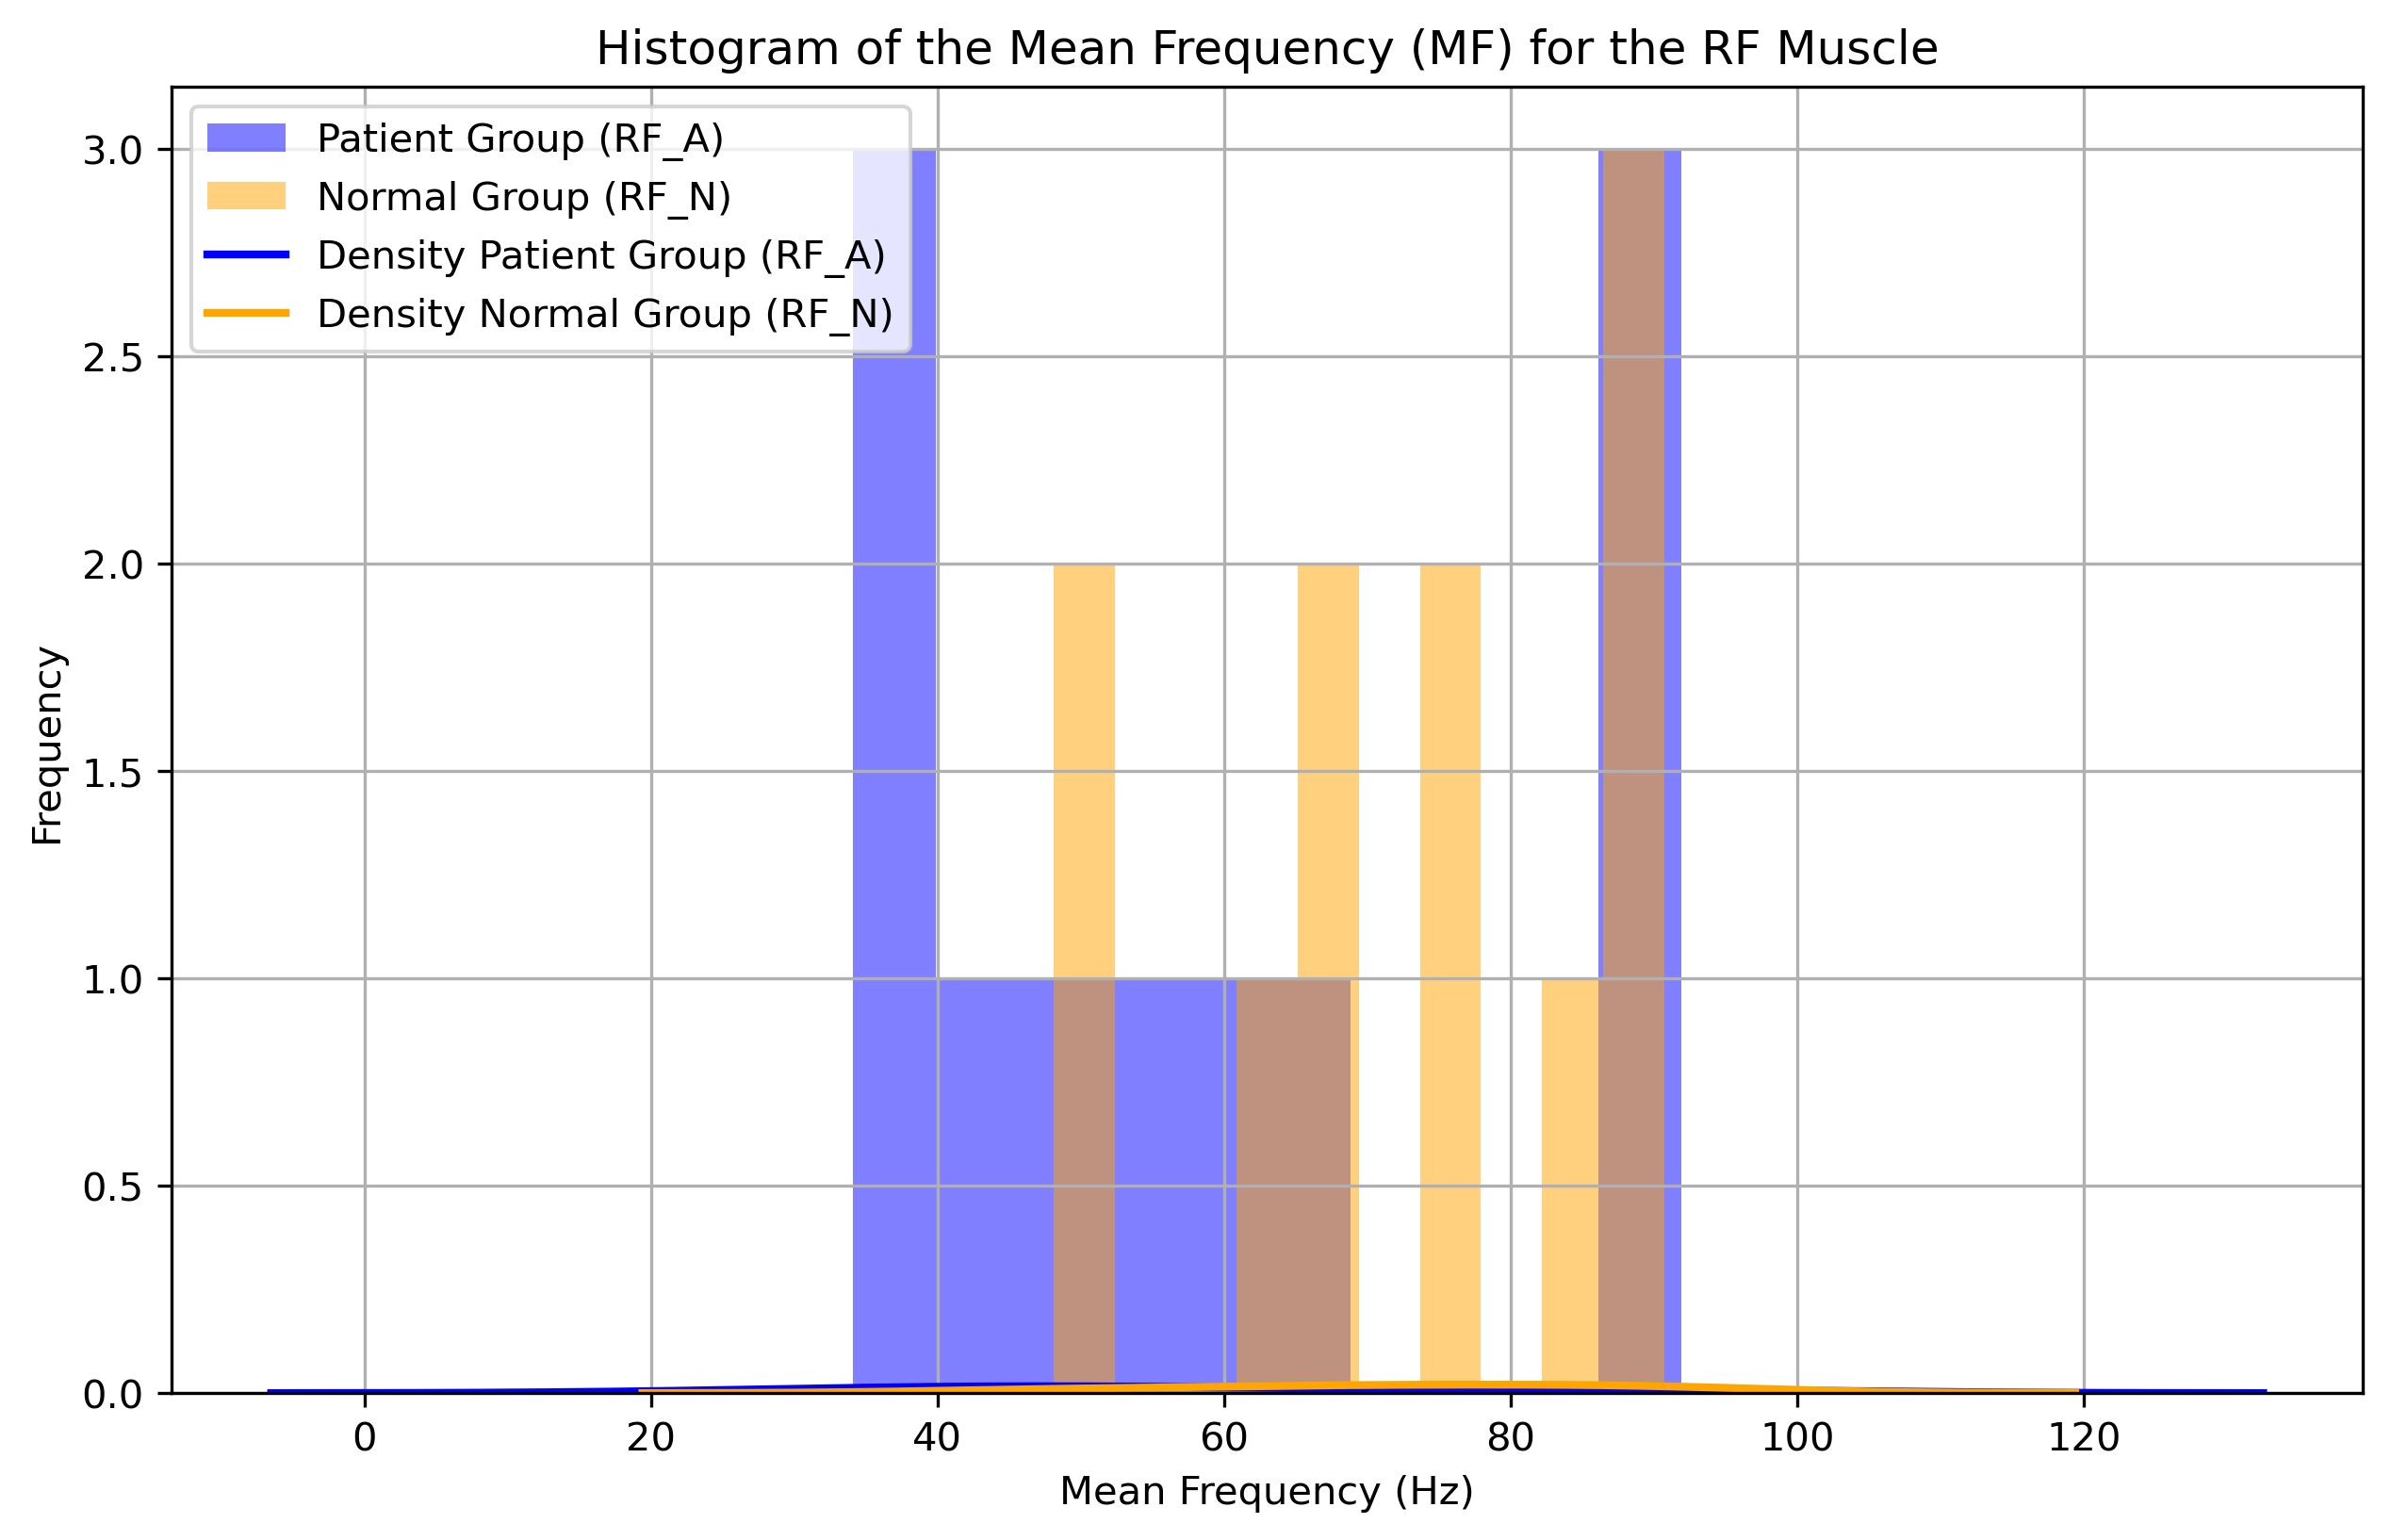 Histogram of the Mean Frequency (MF) for the RF Muscle
Patient Group (RF_A)
Normal Group (RF_N)
Density Patient Group (RF_A)
Density Normal Group (RF_N)
3.0
2.5
2.0
1.5
1.0
0.5
0.0
Frequency
0 20 40 60 80 100 120
Mean Frequency (Hz)